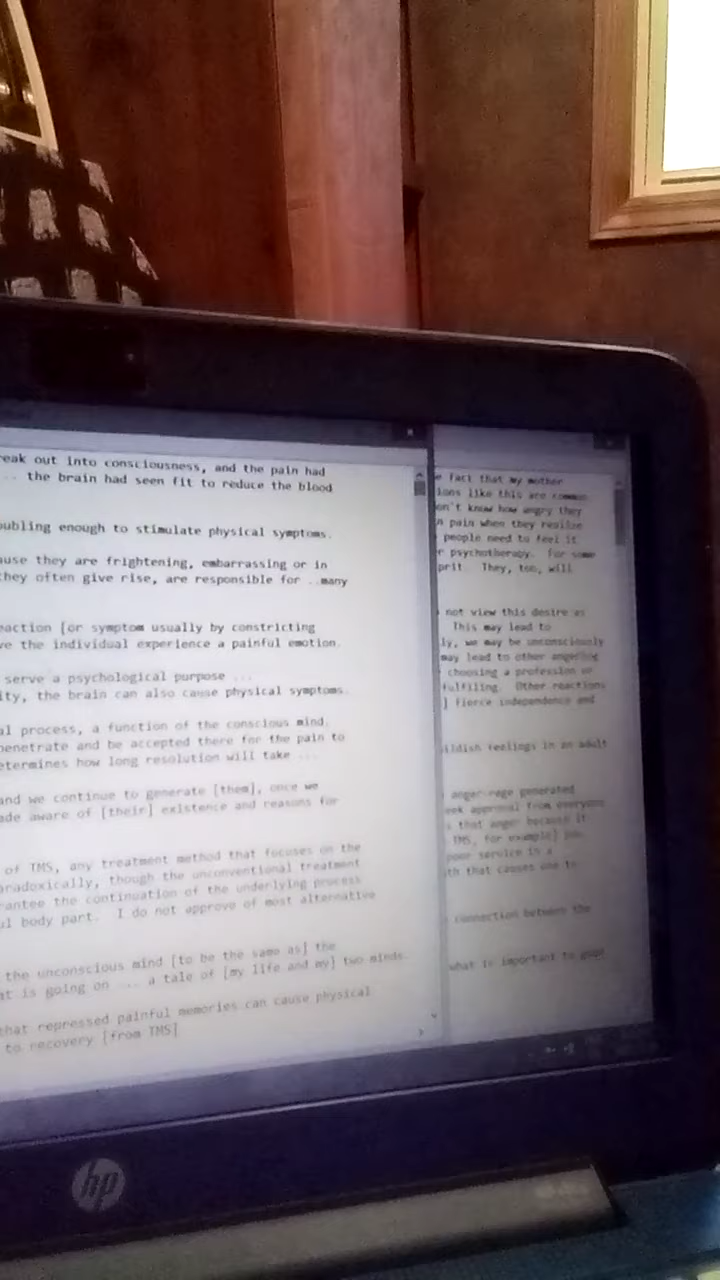 eak out into consciousness, and the pain had
... the brain had seen fit to reduce the blood
oubling enough to stimulate physical symptoms.
ause they are frightening, embarrassing or in
they often give rise, are responsible for ..many
eaction [or symptom usually by constricting
ve the individual experience a painful emotion.
serve a psychological purpose ...
ity, the brain can also cause physical symptoms.
al process, a function of the conscious mind.
penetrate and be accepted there for the pain to
etermines how long resolution will take ...
and we continue to generate [them], once we
ade aware of [their] existence and reasons for
of TMS, any treatment method that focuses on the
aradoxically, though the unconventional treatment
rantee the continuation of the underlying process
ul body part. I do not approve of most alternative
the unconscious mind [to be the same as] the
at is going on ... a tale of [my life and my] two minds.
that repressed painful memories can cause physical
to recovery [from TMS]
e fact that my mother
ions like this are common
on't know how angry they
n pain when they realize
people need to feel it
r psychotherapy. For some
prit. They, too, will
not view this desire as
This may lead to
ly, we may be unconsciously
may lead to other angering
choosing a profession or
fulfiling. Other reactions
] fierce independence and
ildish feelings in an adult
anger-rage generated
eek approval from everyone
s that anger because it
TMS, for example] you
poor service in a
th that causes one to
connection between the
what is important to good
hp